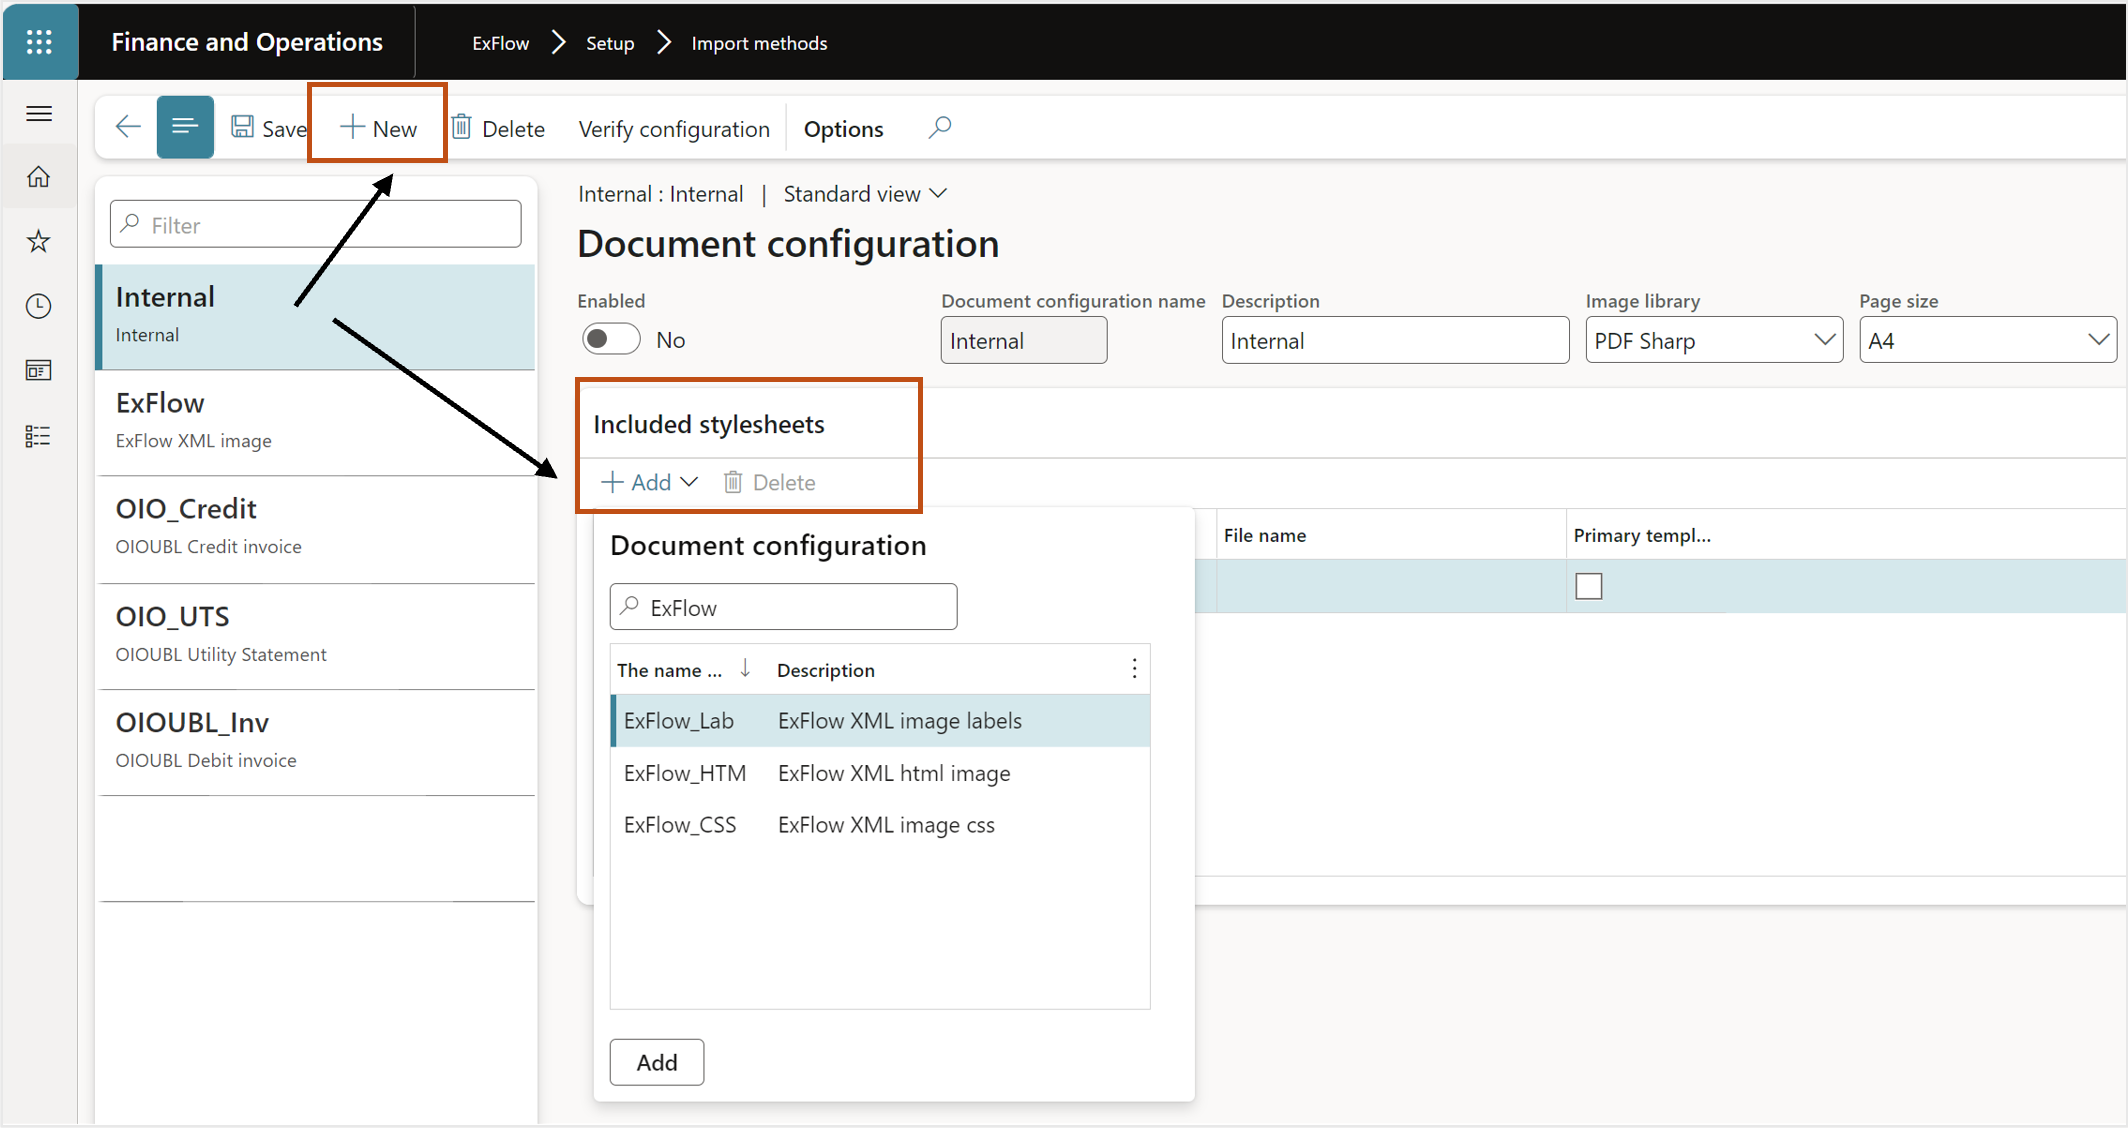 Finance and Operations ExFlow Setup Import methods
Save New Delete Verify configuration Options
Filter
Internal
Internal
ExFlow
ExFlow XML image
OIO_Credit
OIOUBL Credit invoice
OIO_UTS
OIOUBL Utility Statement
OIOUBL_Inv
OIOUBL Debit invoice
Internal : Internal | Standard view
Document configuration
Enabled Document configuration name Description Image library Page size
No Internal Internal PDF Sharp A4
Included stylesheets
Add Delete
File name Primary templ...
Document configuration
ExFlow
The name ... Description
ExFlow_Lab ExFlow XML image labels
ExFlow_HTM ExFlow XML html image
ExFlow_CSS ExFlow XML image css
Add